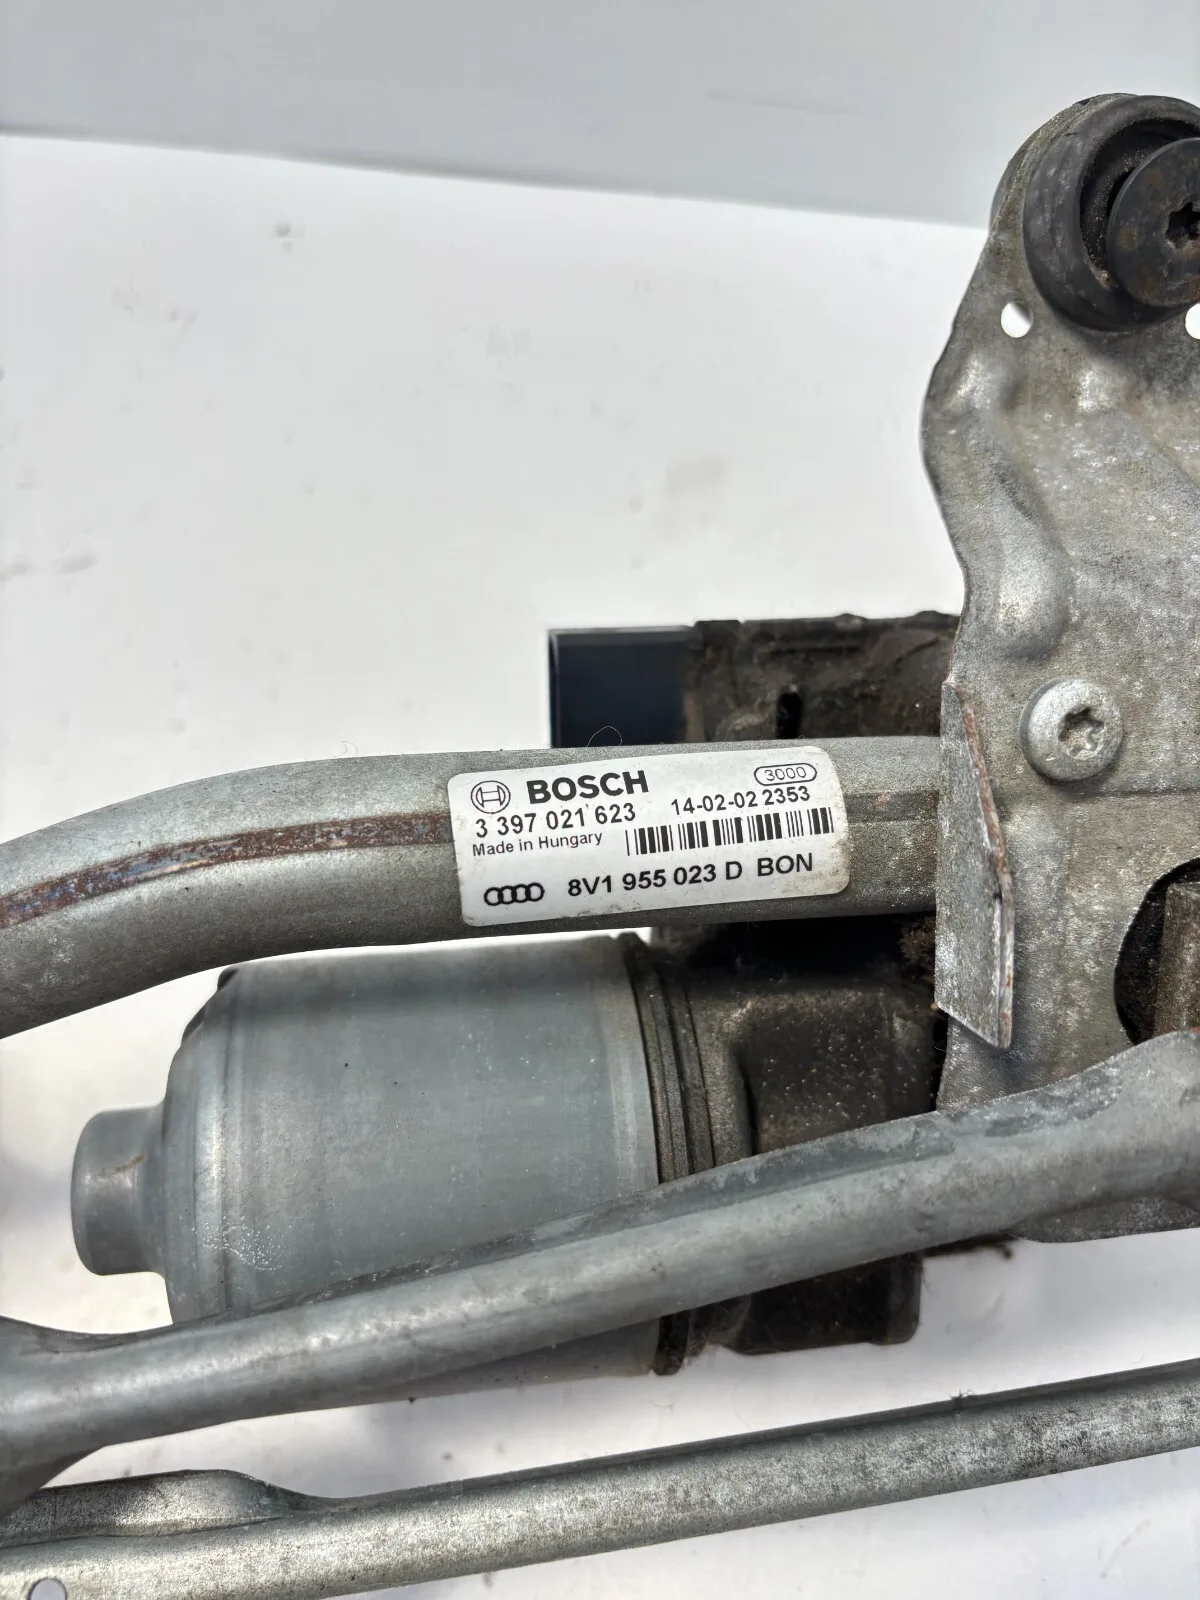 BOSCH 3000
3 397 021 623 14-02-02 2353
Made in Hungary
8V1 955 023 D BON